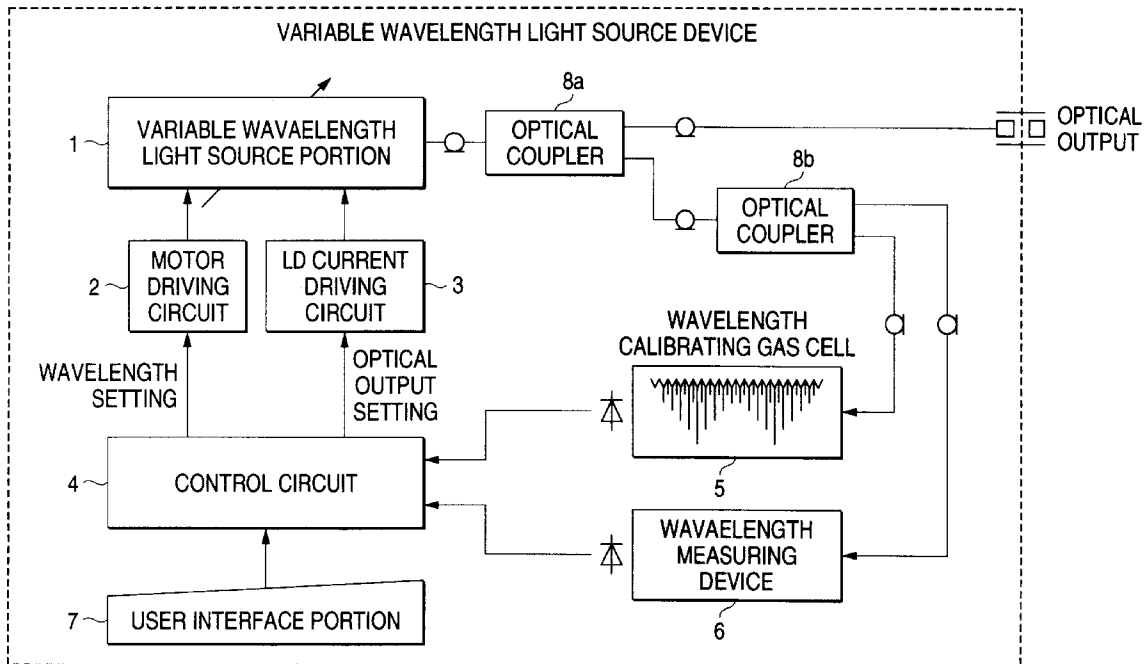 VARIABLE WAVELENGTH LIGHT SOURCE DEVICE
8a
1
VARIABLE WAVAELENGTH
LIGHT SOURCE PORTION
OPTICAL
COUPLER
OPTICAL
OUTPUT
8b
OPTICAL
COUPLER
2
MOTOR
DRIVING
CIRCUIT
LD CURRENT
DRIVING
CIRCUIT
3
WAVELENGTH
SETTING
OPTICAL
OUTPUT
SETTING
WAVELENGTH
CALIBRATING GAS CELL
5
4
CONTROL CIRCUIT
WAVAELENGTH
MEASURING
DEVICE
6
7
USER INTERFACE PORTION